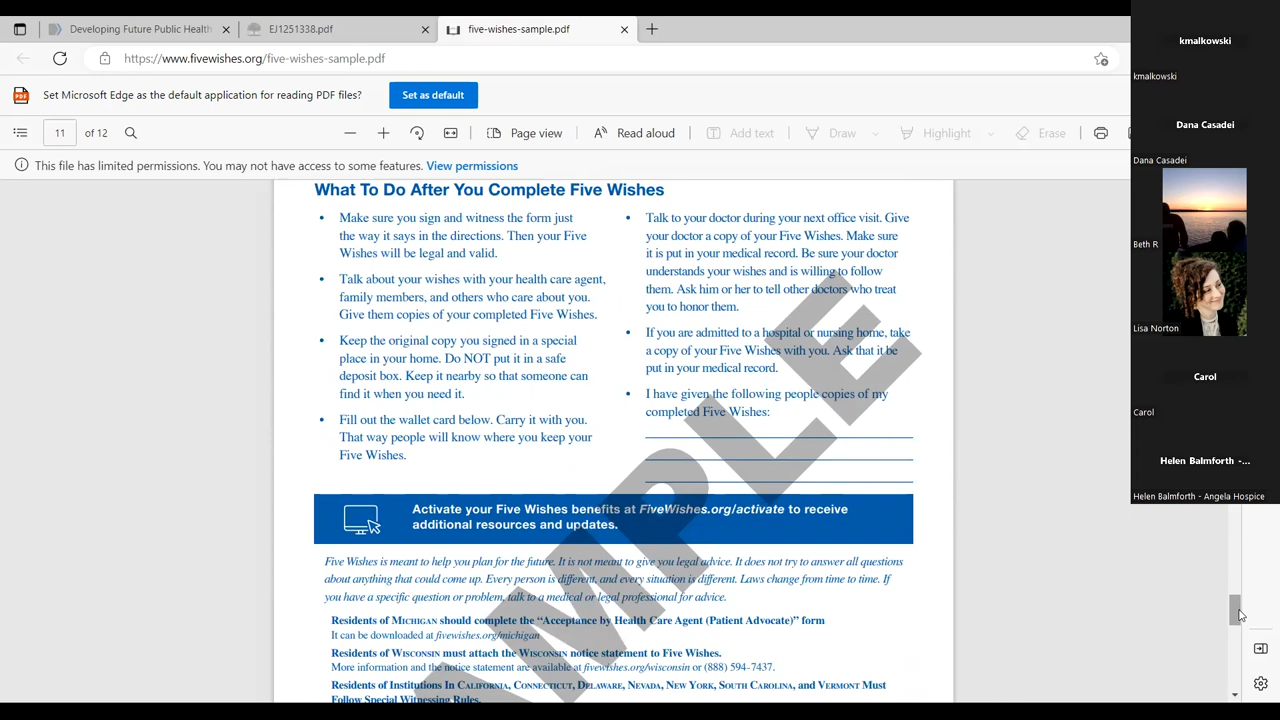 Developing Future Public Health
EJ1251338.pdf
five-wishes-sample.pdf
https://www.fivewishes.org/five-wishes-sample.pdf
Set Microsoft Edge as the default application for reading PDF files?
Set as default
11 of 12
Page view
Read aloud
Add text
Draw
Highlight
Erase
This file has limited permissions. You may not have access to some features. View permissions
What To Do After You Complete Five Wishes
• Make sure you sign and witness the form just
the way it says in the directions. Then your Five
Wishes will be legal and valid.
• Talk about your wishes with your health care agent,
family members, and others who care about you.
Give them copies of your completed Five Wishes.
• Keep the original copy you signed in a special
place in your home. Do NOT put it in a safe
deposit box. Keep it nearby so that someone can
find it when you need it.
• Fill out the wallet card below. Carry it with you.
That way people will know where you keep your
Five Wishes.
• Talk to your doctor during your next office visit. Give
your doctor a copy of your Five Wishes. Make sure
it is put in your medical record. Be sure your doctor
understands your wishes and is willing to follow
them. Ask him or her to tell other doctors who treat
you to honor them.
• If you are admitted to a hospital or nursing home, take
a copy of your Five Wishes with you. Ask that it be
put in your medical record.
• I have given the following people copies of my
completed Five Wishes:
Activate your Five Wishes benefits at FiveWishes.org/activate to receive
additional resources and updates.
Five Wishes is meant to help you plan for the future. It is not meant to give you legal advice. It does not try to answer all questions
about anything that could come up. Every person is different, and every situation is different. Laws change from time to time. If
you have a specific question or problem, talk to a medical or legal professional for advice.
Residents of MICHIGAN should complete the “Acceptance by Health Care Agent (Patient Advocate)” form
It can be downloaded at fivewishes.org/michigan
Residents of WISCONSIN must attach the WISCONSIN notice statement to Five Wishes.
More information and the notice statement are available at fivewishes.org/wisconsin or (888) 594-7437.
Residents of Institutions In CALIFORNIA, CONNECTICUT, DELAWARE, NEVADA, NEW YORK, SOUTH CAROLINA, and VERMONT Must
Follow Special Witnessing Rules.
AMPLE
kmalkowski
kmalkowski
Dana Casadei
Dana Casadei
Beth R
Lisa Norton
Carol
Carol
Helen Balmforth -...
Helen Balmforth - Angela Hospice